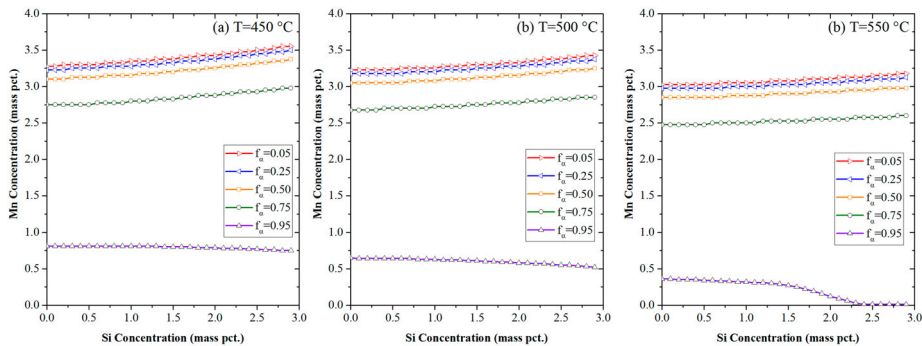 (a) T=450 °C
Mn Concentration (mass pct.)
4.0
3.5
3.0
2.5
2.0
1.5
1.0
0.5
0.0
fα=0.05
fα=0.25
fα=0.50
fα=0.75
fα=0.95
0.0 0.5 1.0 1.5 2.0 2.5 3.0
Si Concentration (mass pct.)
(b) T=500 °C
Mn Concentration (mass pct.)
4.0
3.5
3.0
2.5
2.0
1.5
1.0
0.5
0.0
fα=0.05
fα=0.25
fα=0.50
fα=0.75
fα=0.95
0.0 0.5 1.0 1.5 2.0 2.5 3.0
Si Concentration (mass pct.)
(b) T=550 °C
Mn Concentration (mass pct.)
4.0
3.5
3.0
2.5
2.0
1.5
1.0
0.5
0.0
fα=0.05
fα=0.25
fα=0.50
fα=0.75
fα=0.95
0.0 0.5 1.0 1.5 2.0 2.5 3.0
Si Concentration (mass pct.)